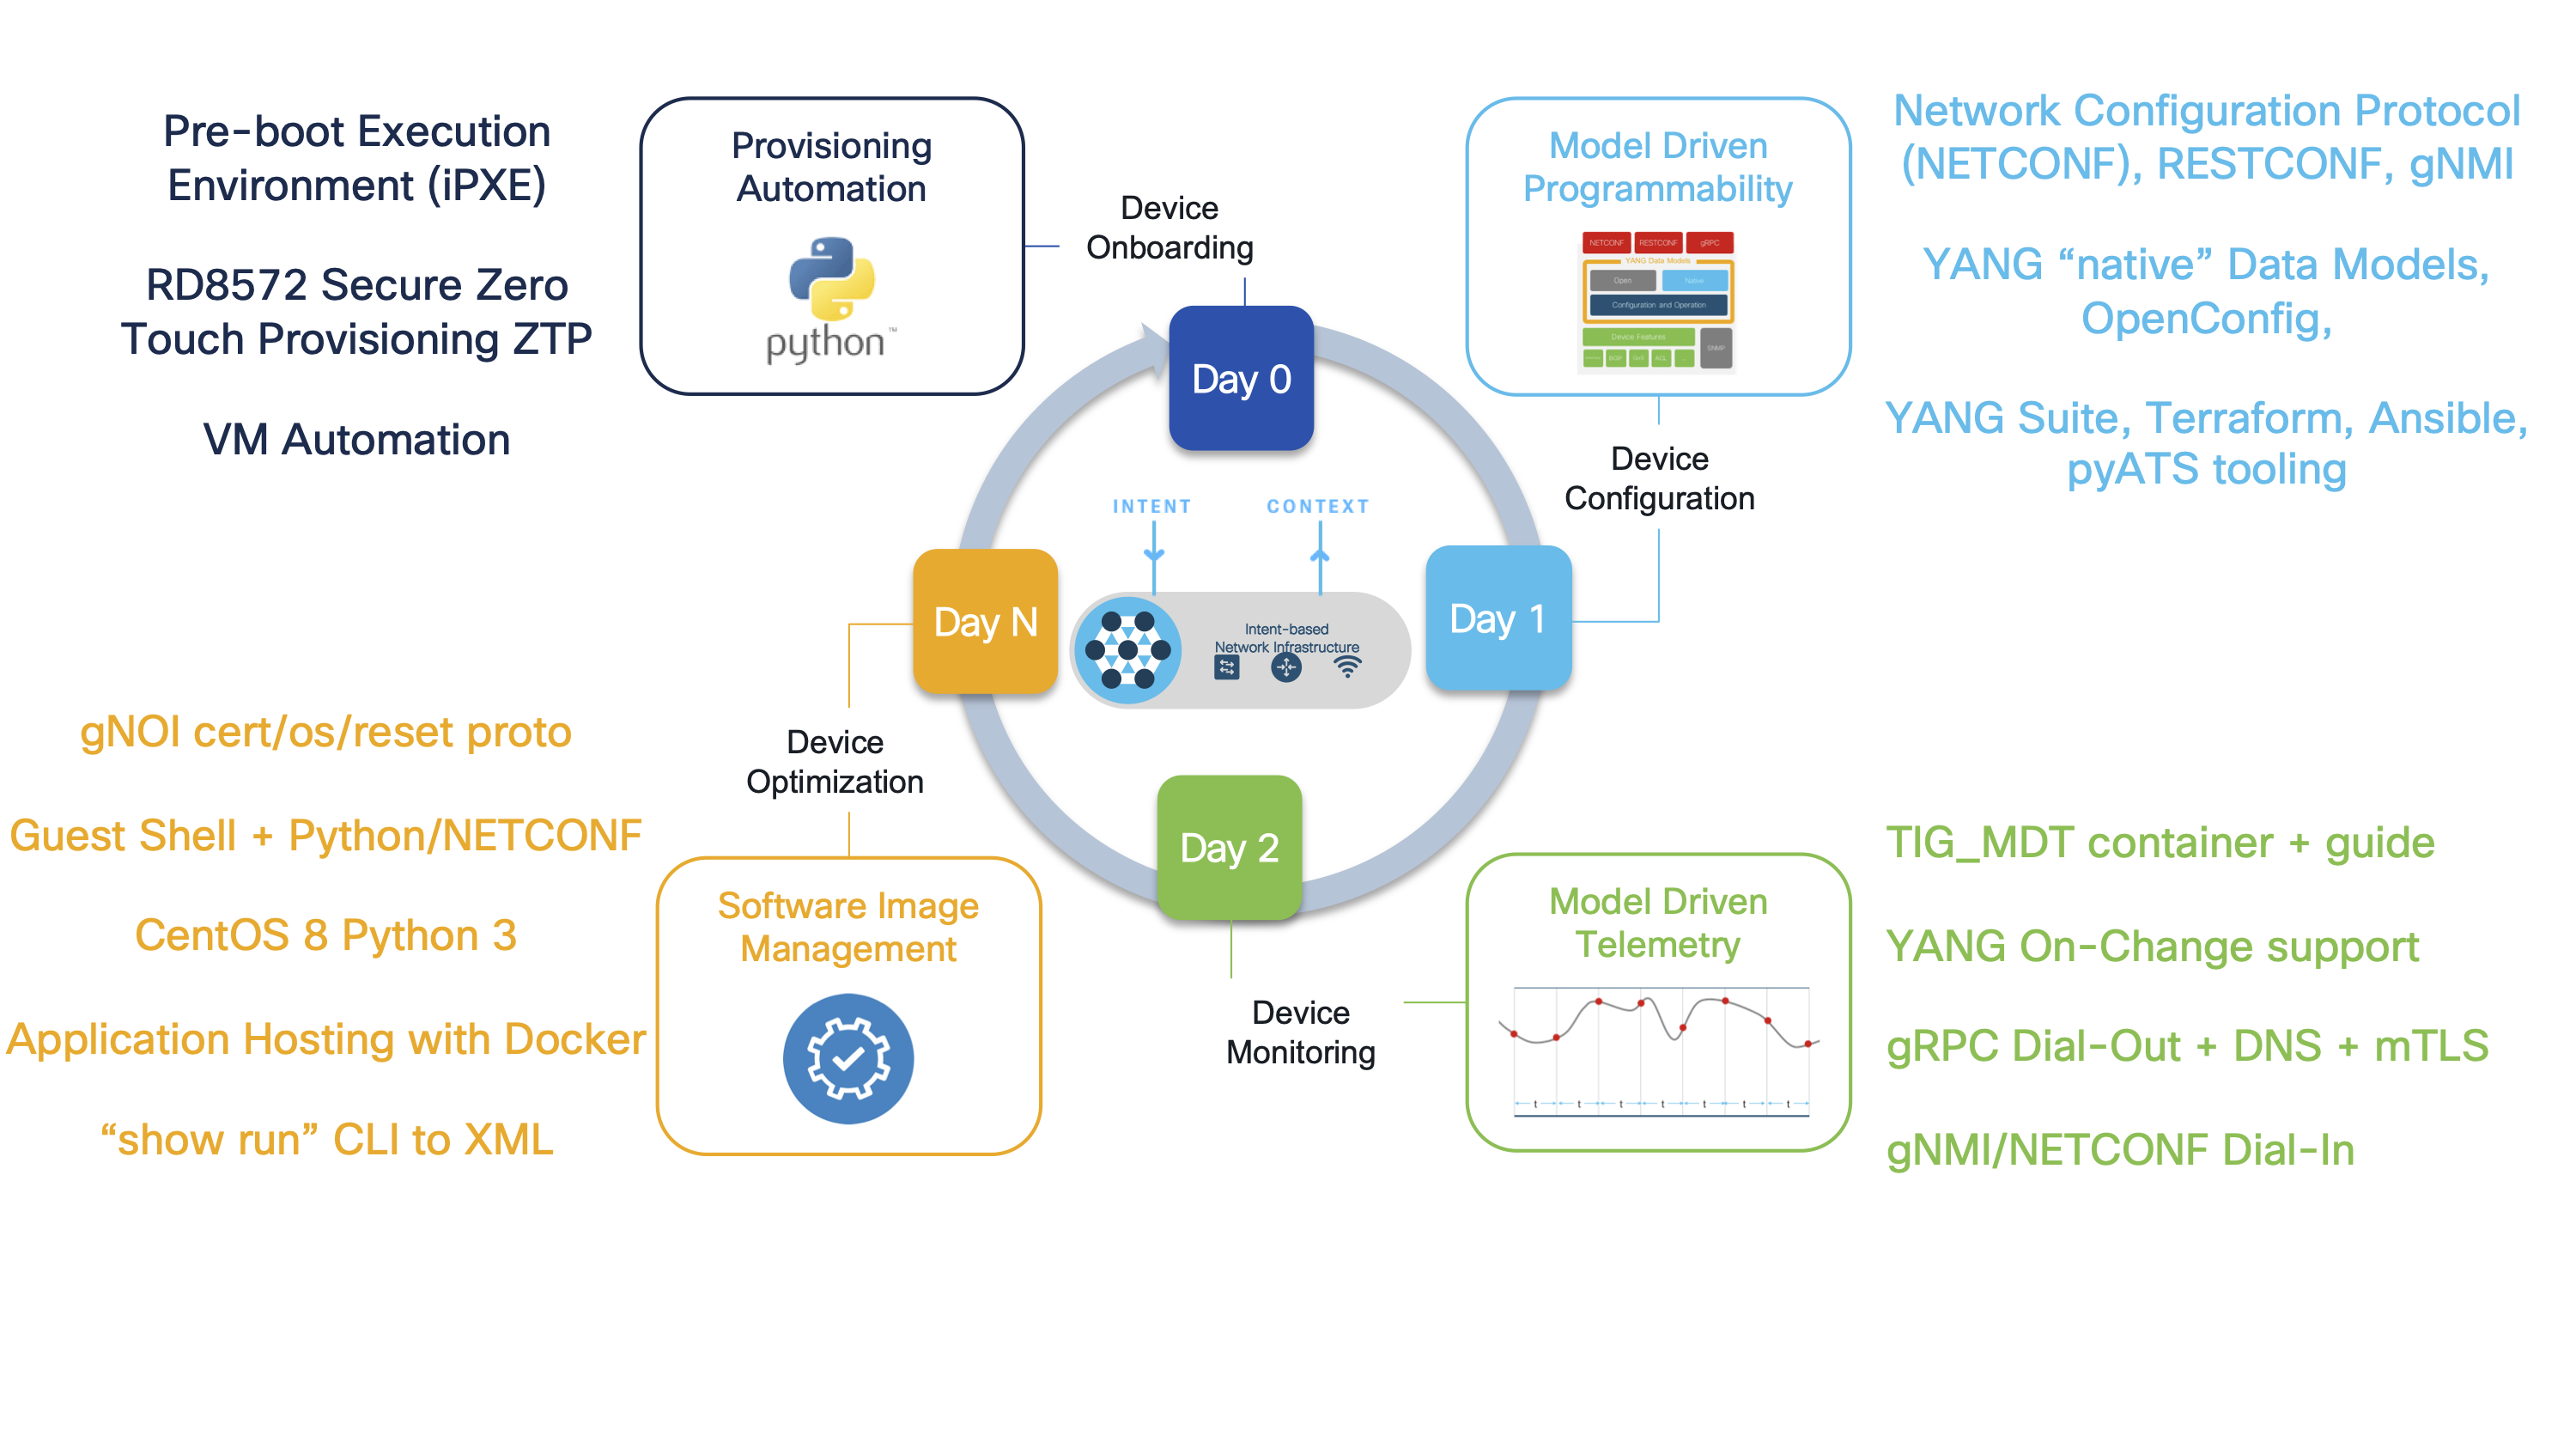 Pre-boot Execution
Environment (iPXE)
RD8572 Secure Zero
Touch Provisioning ZTP
VM Automation
Provisioning
Automation
python™
Device
Onboarding
Day 0
Model Driven
Programmability
NETCONF RESTCONF gRPC
YANG Data Models
Open Native
Configuration and Operation
Device Features
SNMP
BGP QoS ACL ...
Network Configuration Protocol
(NETCONF), RESTCONF, gNMI
YANG “native” Data Models,
OpenConfig,
YANG Suite, Terraform, Ansible,
pyATS tooling
Device
Configuration
Day 1
INTENT CONTEXT
Intent-based
Network Infrastructure
Day N
Device
Optimization
Day 2
Device
Monitoring
gNOI cert/os/reset proto
Guest Shell + Python/NETCONF
CentOS 8 Python 3
Application Hosting with Docker
“show run” CLI to XML
Software Image
Management
Model Driven
Telemetry
t t t t t t t
TIG_MDT container + guide
YANG On-Change support
gRPC Dial-Out + DNS + mTLS
gNMI/NETCONF Dial-In